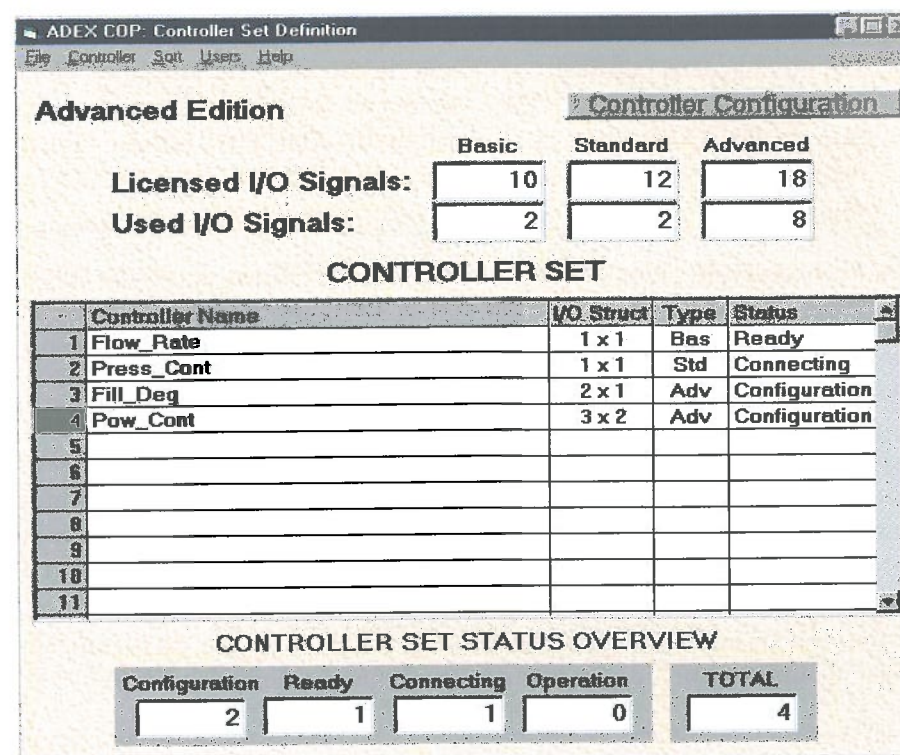 ADEX COP: Controller Set Definition
File Controller Sort Users Help
Advanced Edition Controller Configuration
Basic Standard Advanced
Licensed I/O Signals: 10 12 18
Used I/O Signals: 2 2 8
CONTROLLER SET
Controller Name I/O Struct Type Status
1 Flow_Rate 1 x 1 Bas Ready
2 Press_Cont 1 x 1 Std Connecting
3 Fill_Deg 2 x 1 Adv Configuration
4 Pow_Cont 3 x 2 Adv Configuration
5
6
7
8
9
10
11
CONTROLLER SET STATUS OVERVIEW
Configuration Ready Connecting Operation TOTAL
2 1 1 0 4